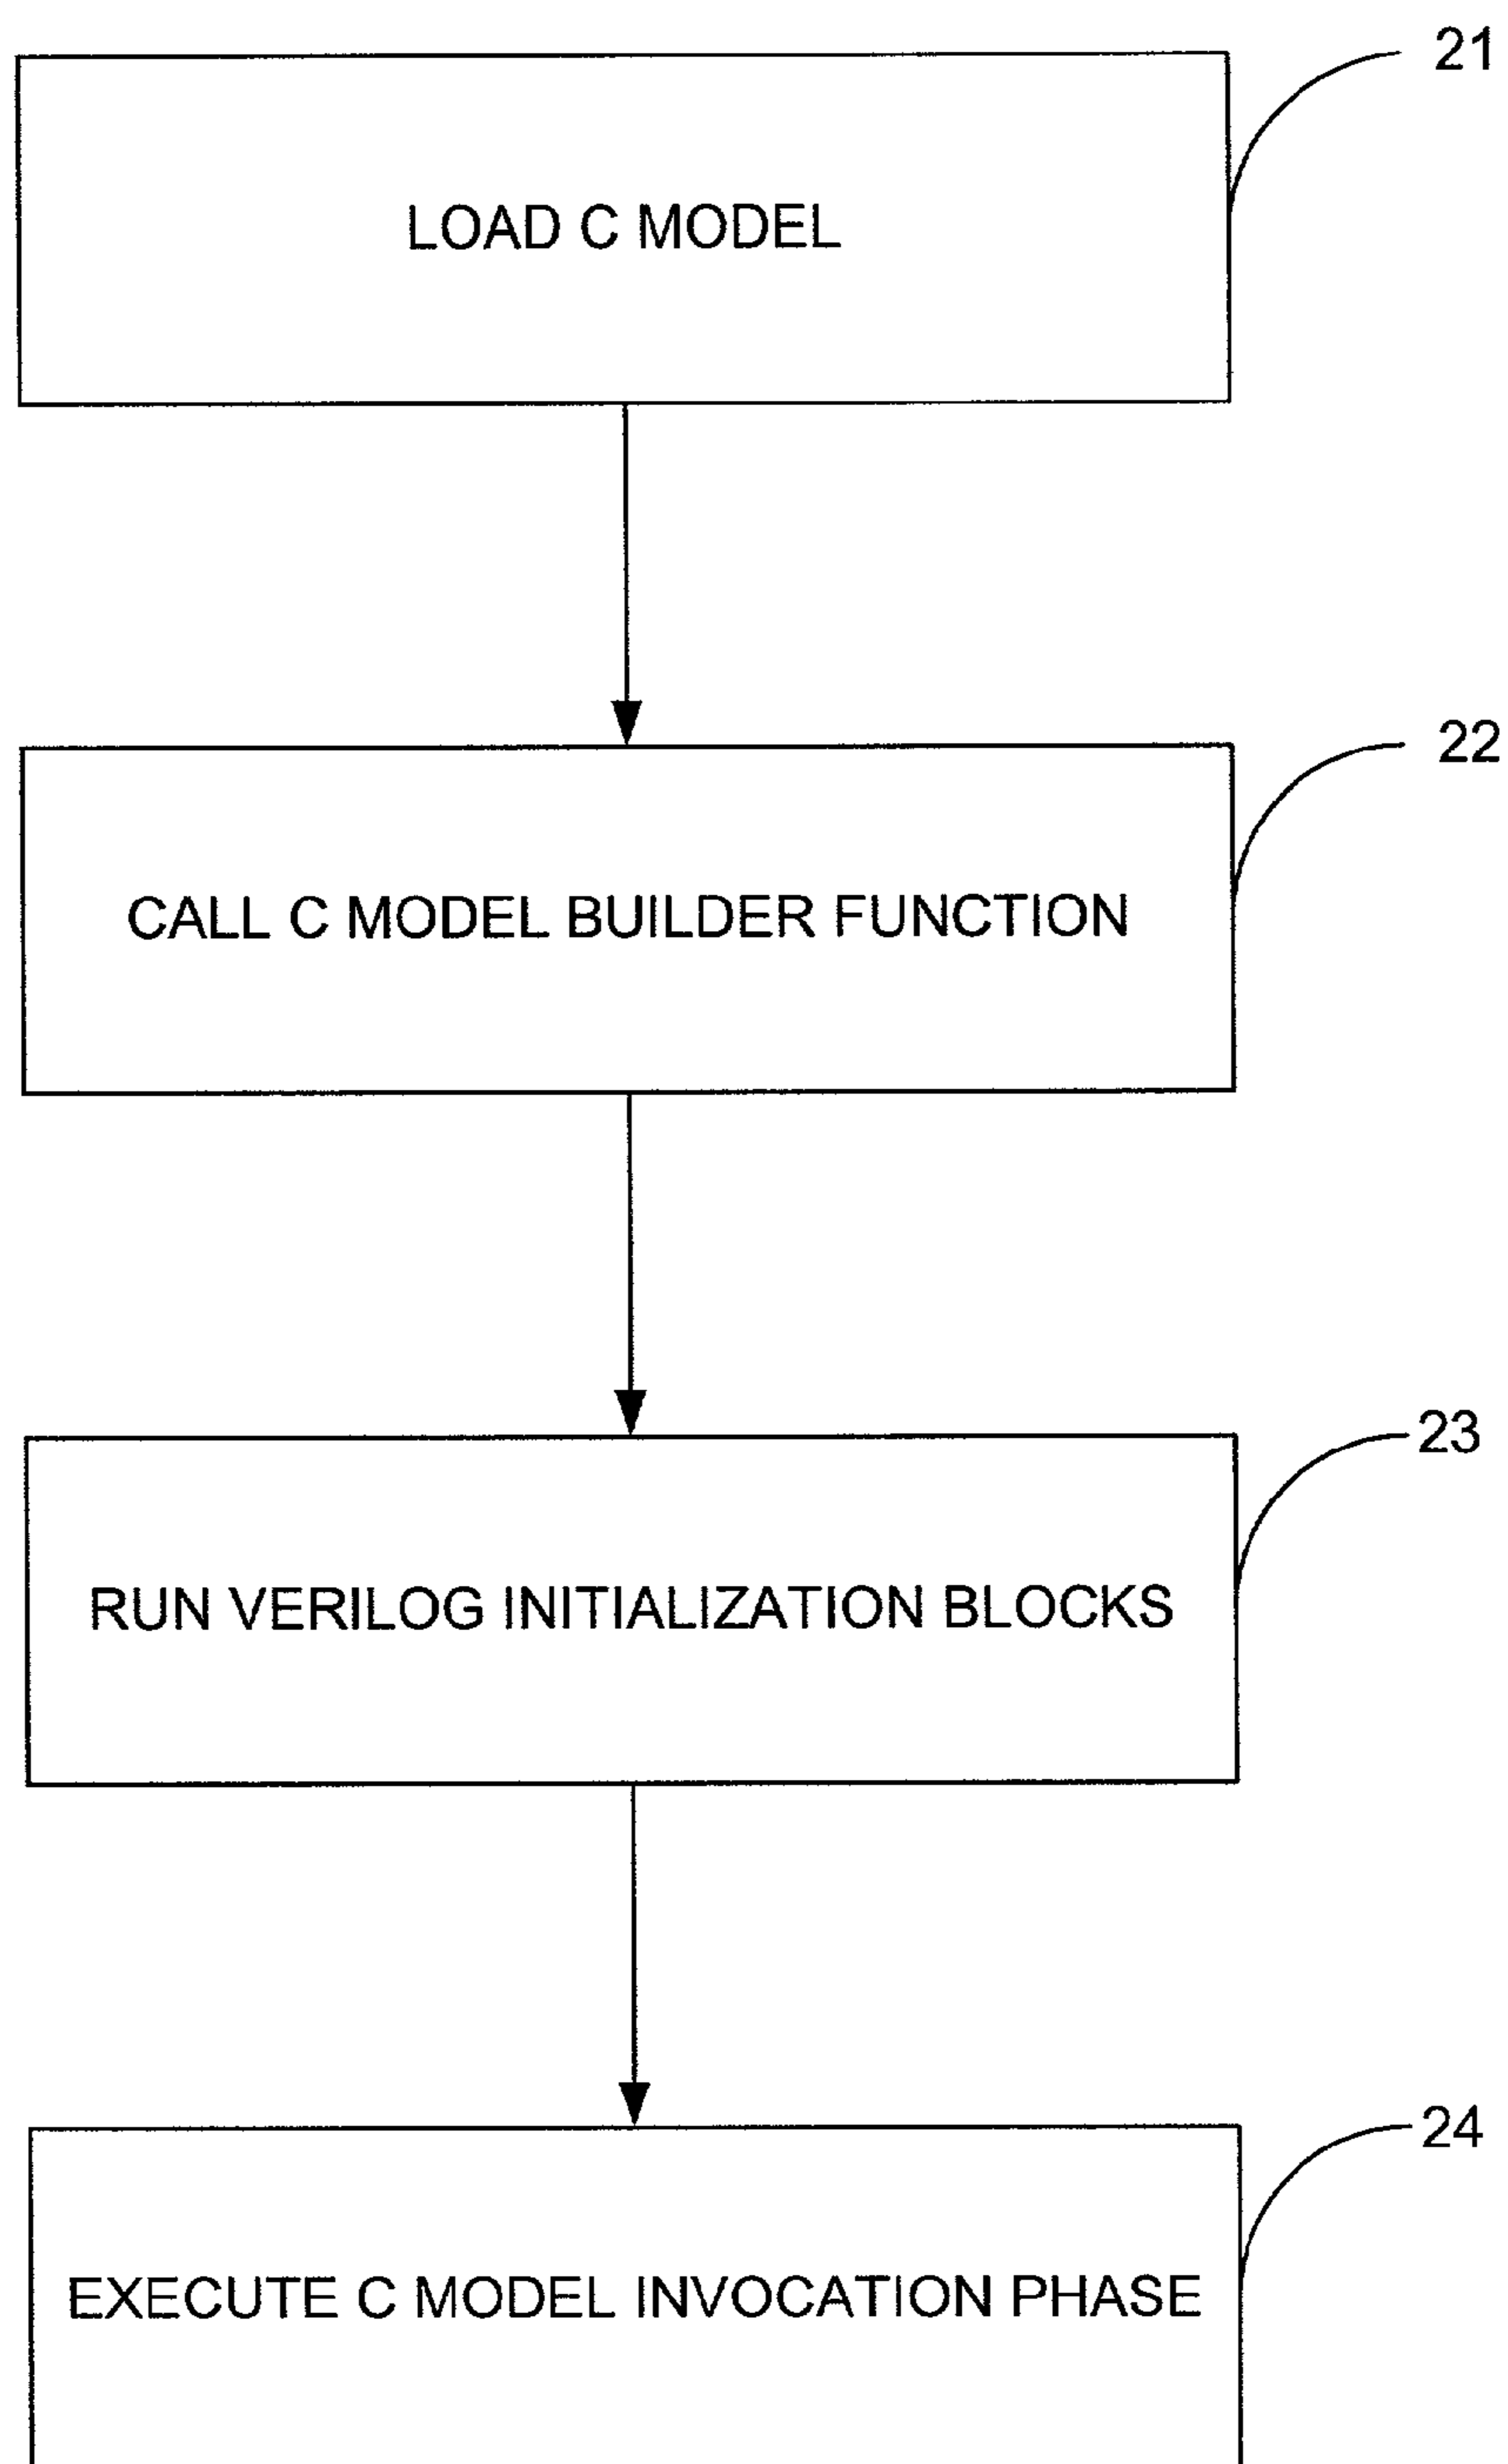 21
LOAD C MODEL
22
CALL C MODEL BUILDER FUNCTION
23
RUN VERILOG INITIALIZATION BLOCKS
24
EXECUTE C MODEL INVOCATION PHASE